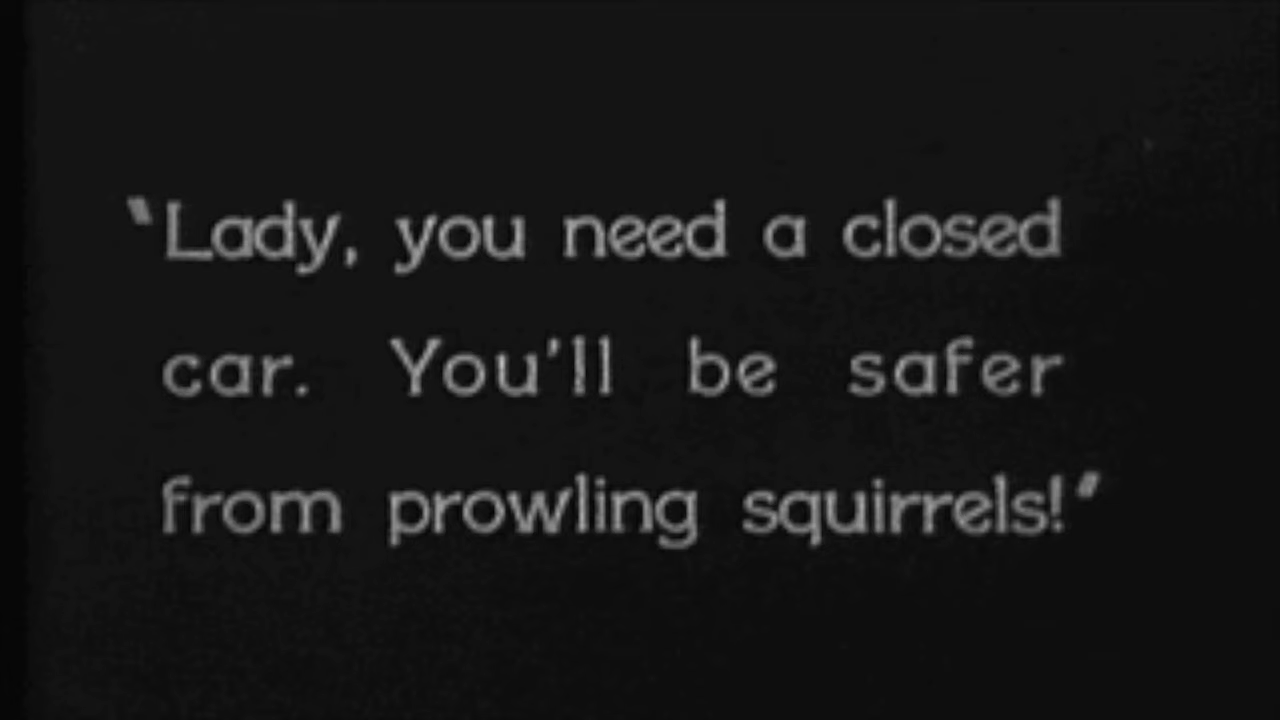 "Lady, you need a closed
car. You'll be safer
from prowling squirrels!"